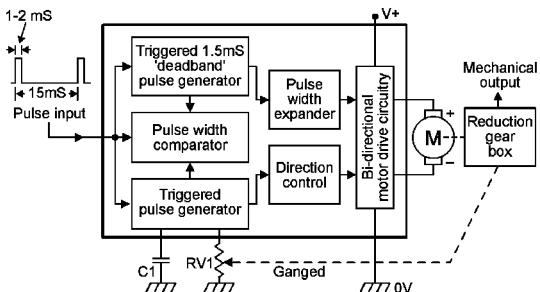 1-2 mS
15mS
Pulse input
Triggered 1.5mS
'deadband'
pulse generator
Pulse width
comparator
Triggered
pulse generator
Pulse
width
expander
Direction
control
Bi-directional
motor drive circuitry
V+
+
M
−
Mechanical
output
Reduction
gear
box
C1
RV1
Ganged
0V